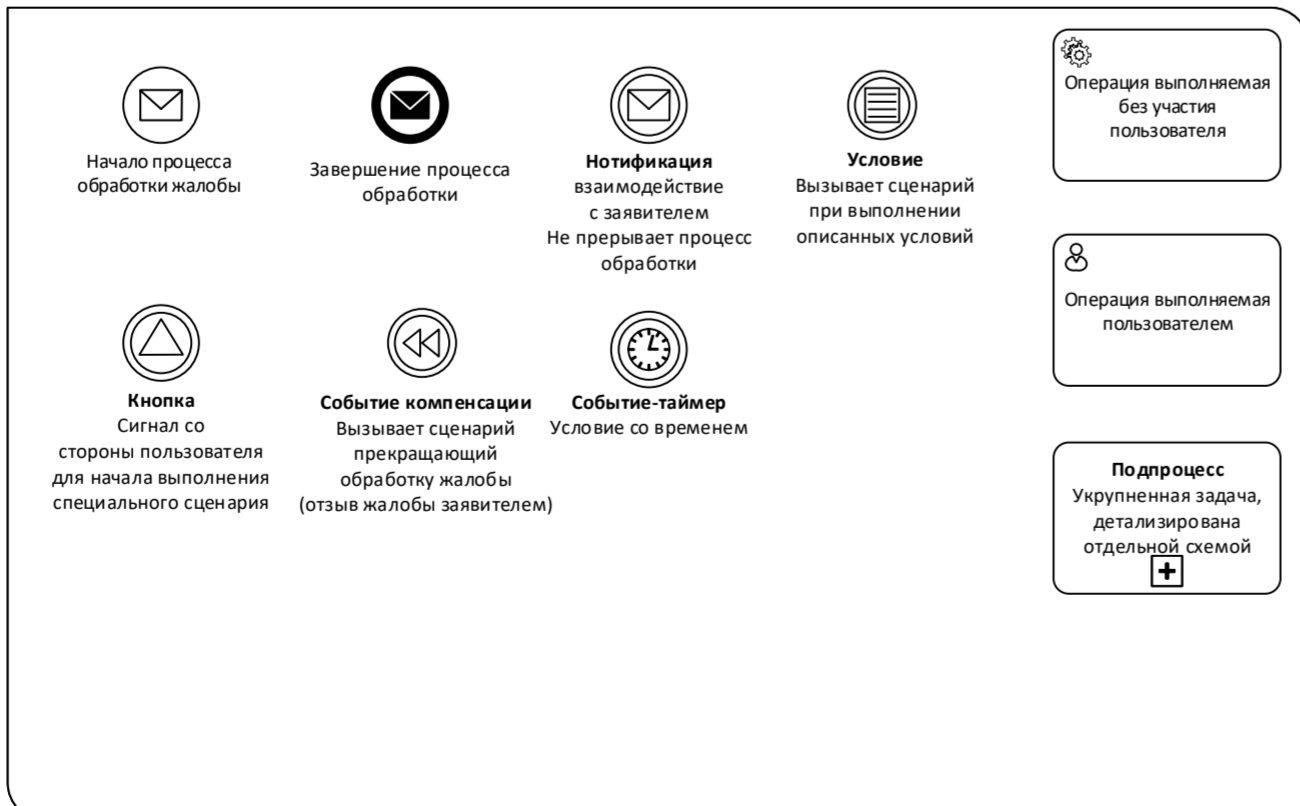 Начало процесса
обработки жалобы
Завершение процесса
обработки
Нотификация
взаимодействие
с заявителем
Не прерывает процесс
обработки
Условие
Вызывает сценарий
при выполнении
описанных условий
Операция выполняемая
без участия
пользователя
Операция выполняемая
пользователем
Кнопка
Сигнал со
стороны пользователя
для начала выполнения
специального сценария
Событие компенсации
Вызывает сценарий
прекращающий
обработку жалобы
(отзыв жалобы заявителем)
Событие-таймер
Условие со временем
Подпроцесс
Укрупненная задача,
детализирована
отдельной схемой